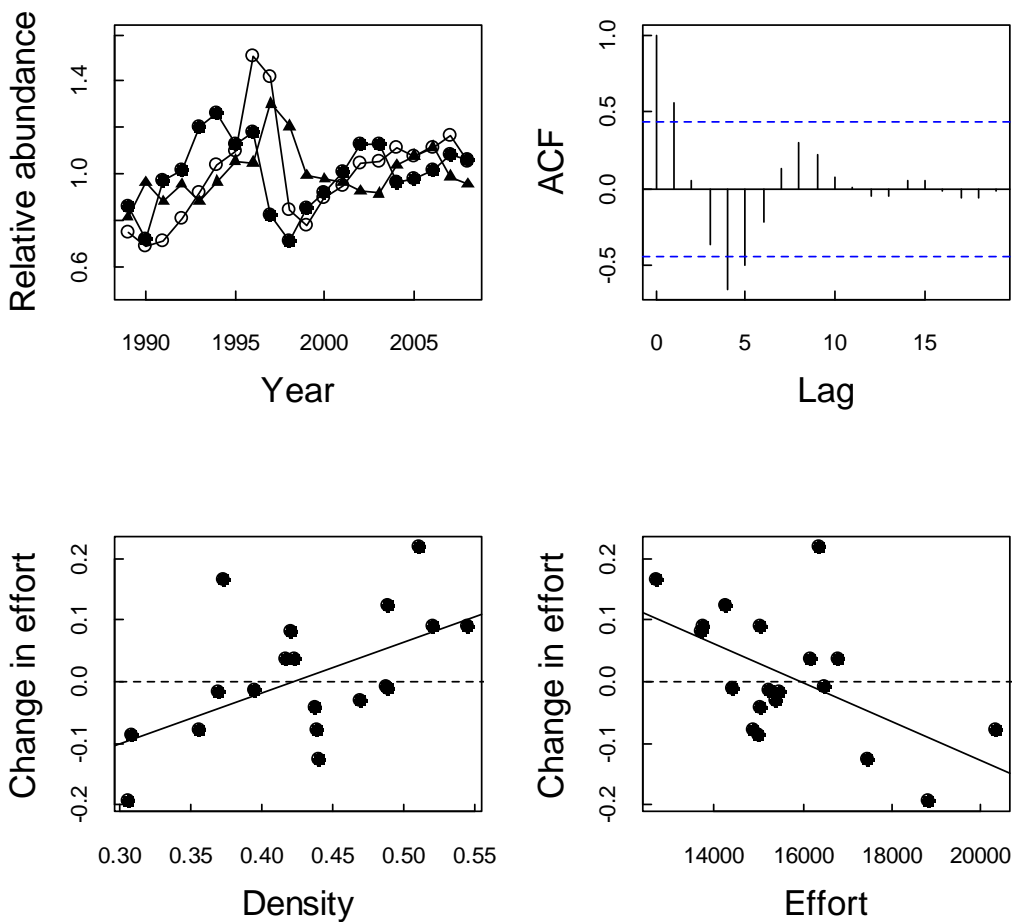 Relative abundance
0.6 1.0 1.4
1990 1995 2000 2005
Year
ACF
-0.5 0.0 0.5 1.0
0 5 10 15
Lag
Change in effort
-0.2 -0.1 0.0 0.1 0.2
0.30 0.35 0.40 0.45 0.50 0.55
Density
Change in effort
-0.2 -0.1 0.0 0.1 0.2
14000 16000 18000 20000
Effort